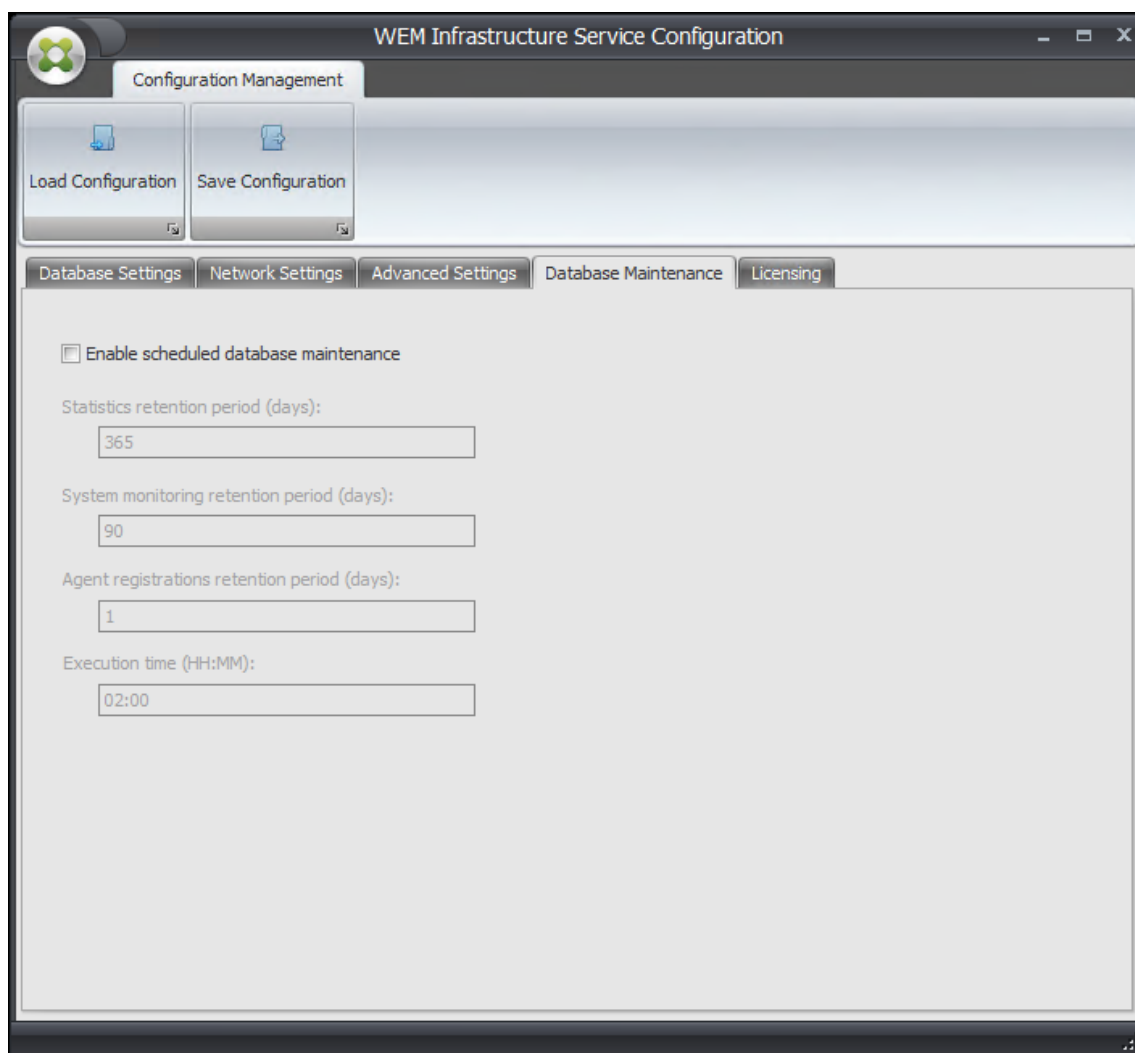 WEM Infrastructure Service Configuration
Configuration Management
Load Configuration
Save Configuration
Database Settings
Network Settings
Advanced Settings
Database Maintenance
Licensing
Enable scheduled database maintenance
Statistics retention period (days):
365
System monitoring retention period (days):
90
Agent registrations retention period (days):
1
Execution time (HH:MM):
02:00